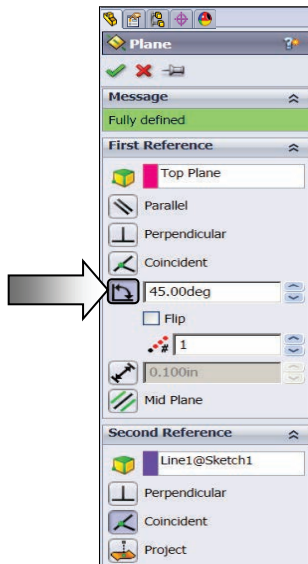 Plane
Message
Fully defined
First Reference
Top Plane
Parallel
Perpendicular
Coincident
45.00deg
Flip
# 1
0.100in
Mid Plane
Second Reference
Line1@Sketch1
Perpendicular
Coincident
Project